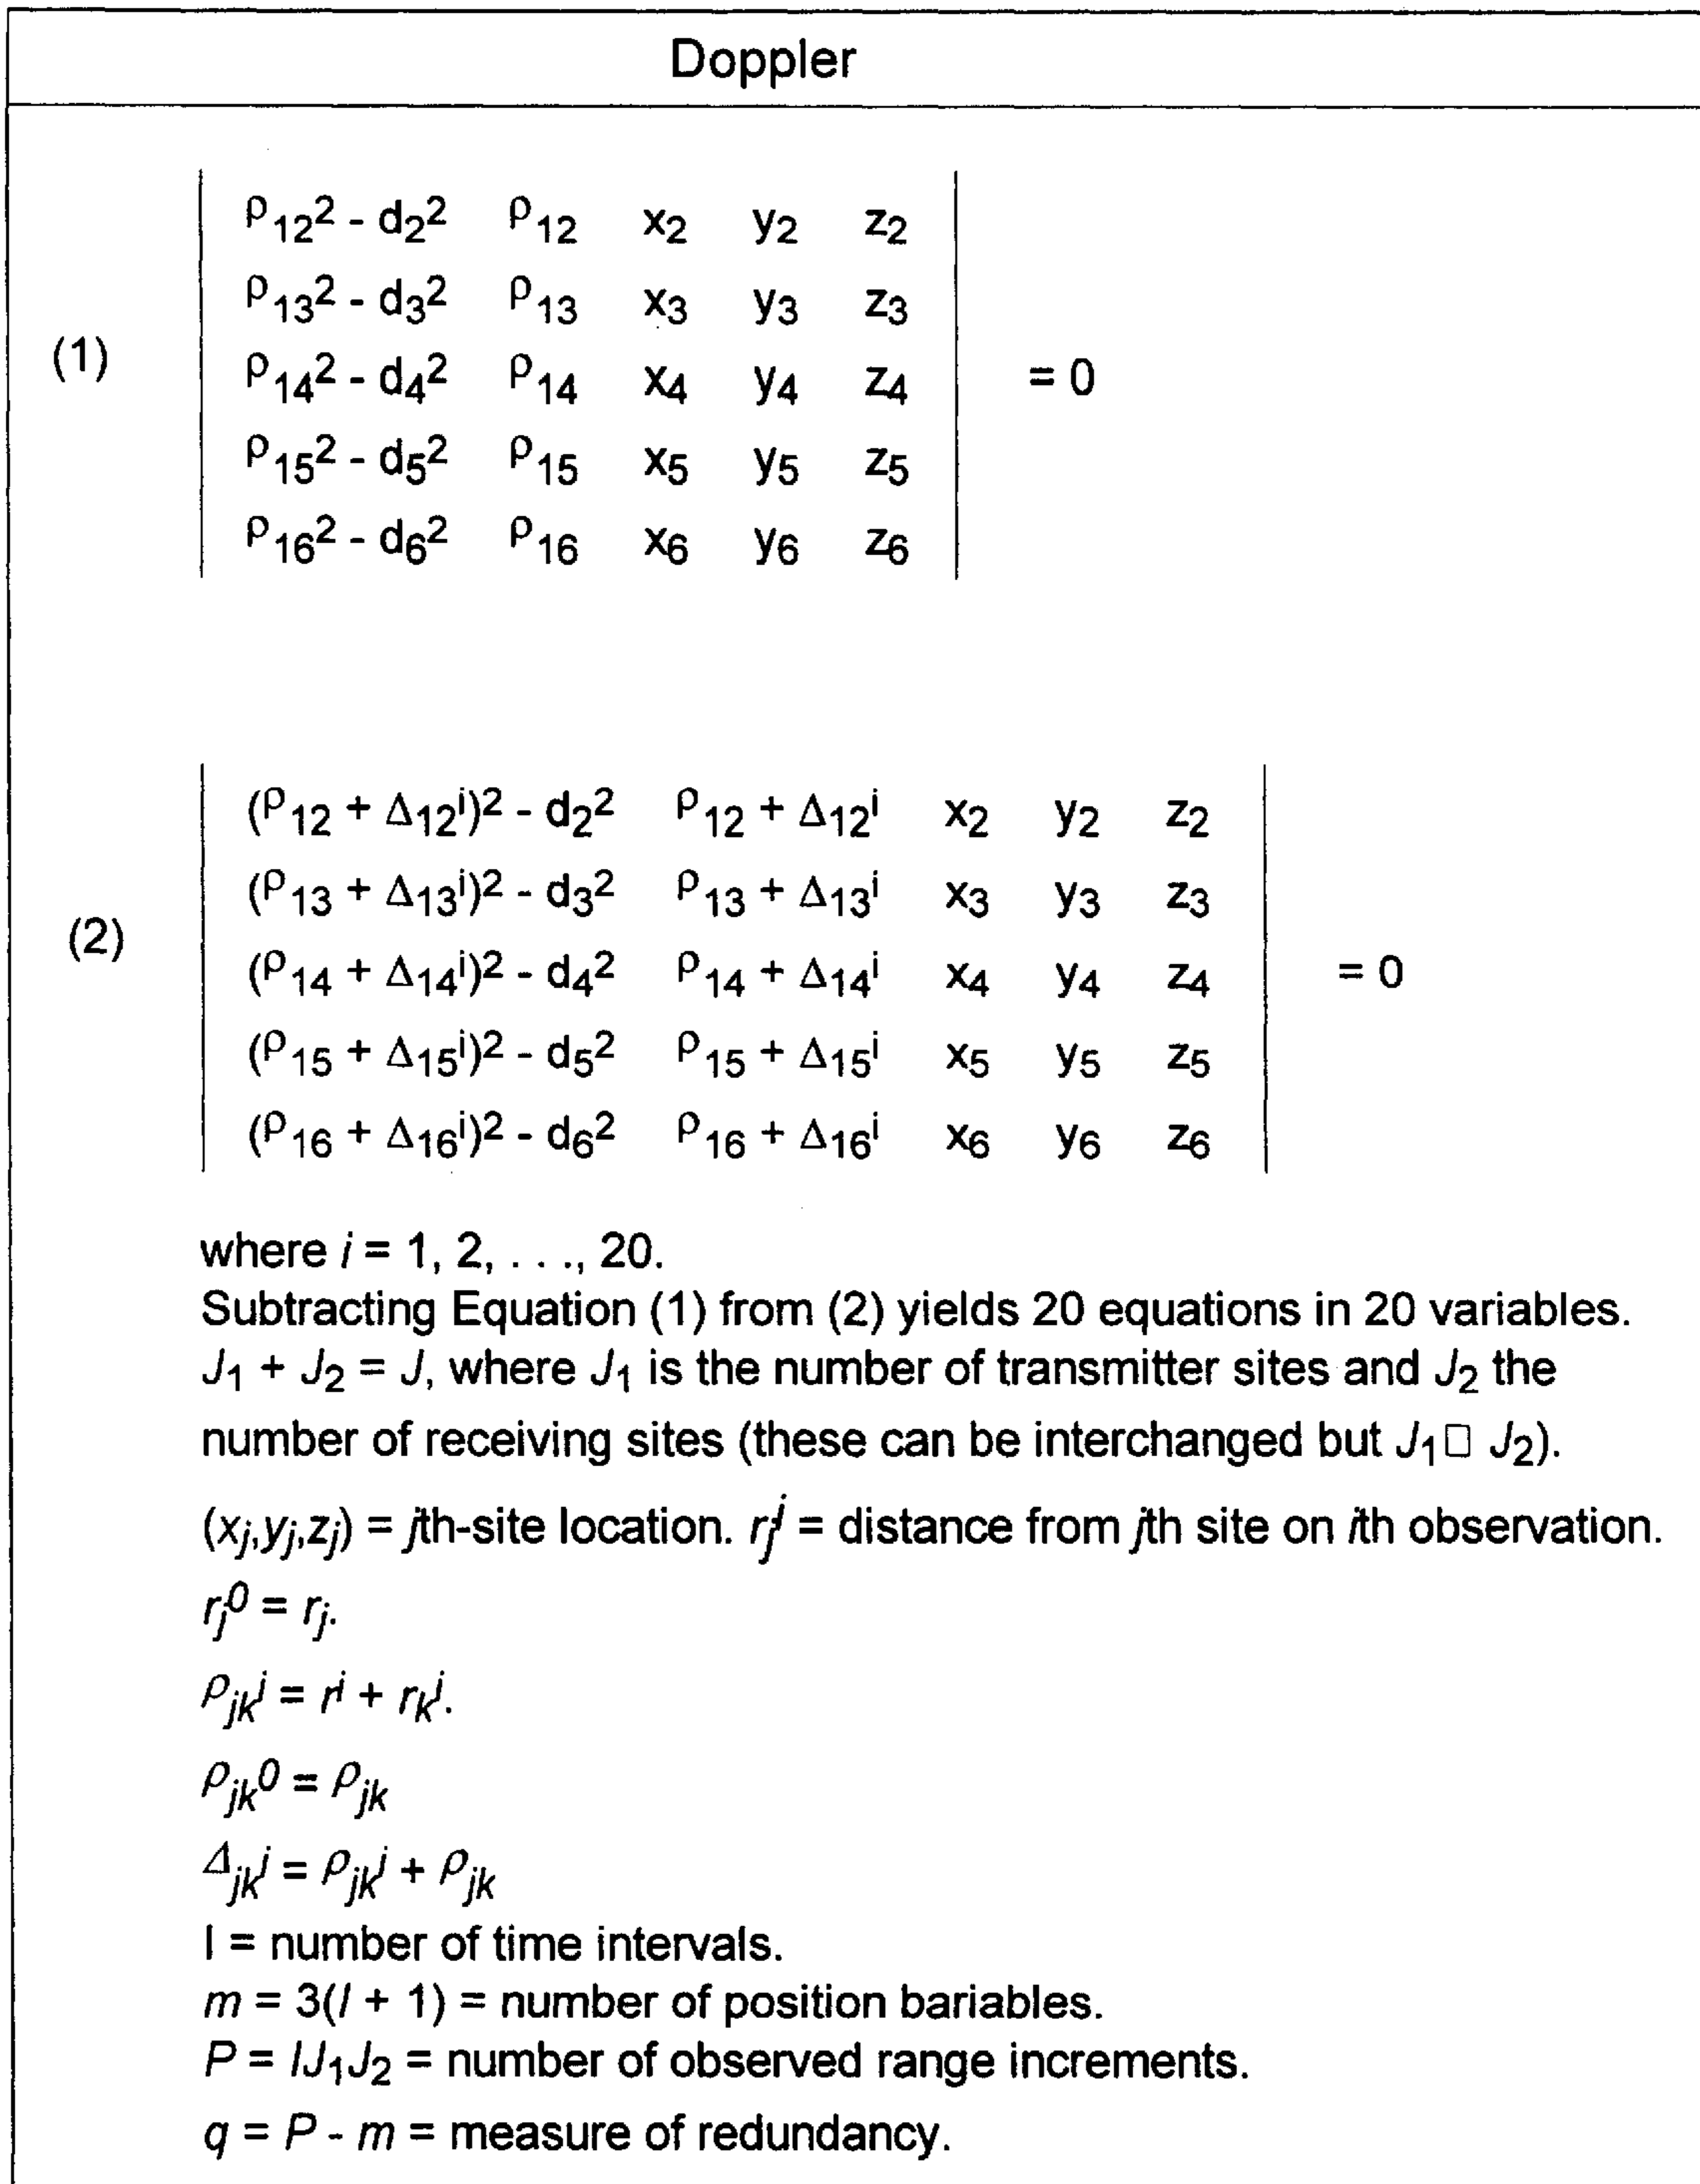 Doppler
ρ₁₂² - d₂² ρ₁₂ x₂ y₂ z₂
ρ₁₃² - d₃² ρ₁₃ x₃ y₃ z₃
(1) ρ₁₄² - d₄² ρ₁₄ x₄ y₄ z₄ = 0
ρ₁₅² - d₅² ρ₁₅ x₅ y₅ z₅
ρ₁₆² - d₆² ρ₁₆ x₆ y₆ z₆
(ρ₁₂ + Δ₁₂ⁱ)² - d₂² ρ₁₂ + Δ₁₂ⁱ x₂ y₂ z₂
(ρ₁₃ + Δ₁₃ⁱ)² - d₃² ρ₁₃ + Δ₁₃ⁱ x₃ y₃ z₃
(2) (ρ₁₄ + Δ₁₄ⁱ)² - d₄² ρ₁₄ + Δ₁₄ⁱ x₄ y₄ z₄ = 0
(ρ₁₅ + Δ₁₅ⁱ)² - d₅² ρ₁₅ + Δ₁₅ⁱ x₅ y₅ z₅
(ρ₁₆ + Δ₁₆ⁱ)² - d₆² ρ₁₆ + Δ₁₆ⁱ x₆ y₆ z₆
where i = 1, 2, . . ., 20.
Subtracting Equation (1) from (2) yields 20 equations in 20 variables.
J₁ + J₂ = J, where J₁ is the number of transmitter sites and J₂ the
number of receiving sites (these can be interchanged but J₁□ J₂).
(xⱼ,yⱼ,zⱼ) = jth-site location. rⱼⁱ = distance from jth site on ith observation.
rⱼ⁰ = rⱼ.
ρⱼₖⁱ = rⁱ + rₖⁱ.
ρⱼₖ⁰ = ρⱼₖ
Δⱼₖⁱ = ρⱼₖⁱ + ρⱼₖ
I = number of time intervals.
m = 3(I + 1) = number of position bariables.
P = IJ₁J₂ = number of observed range increments.
q = P - m = measure of redundancy.